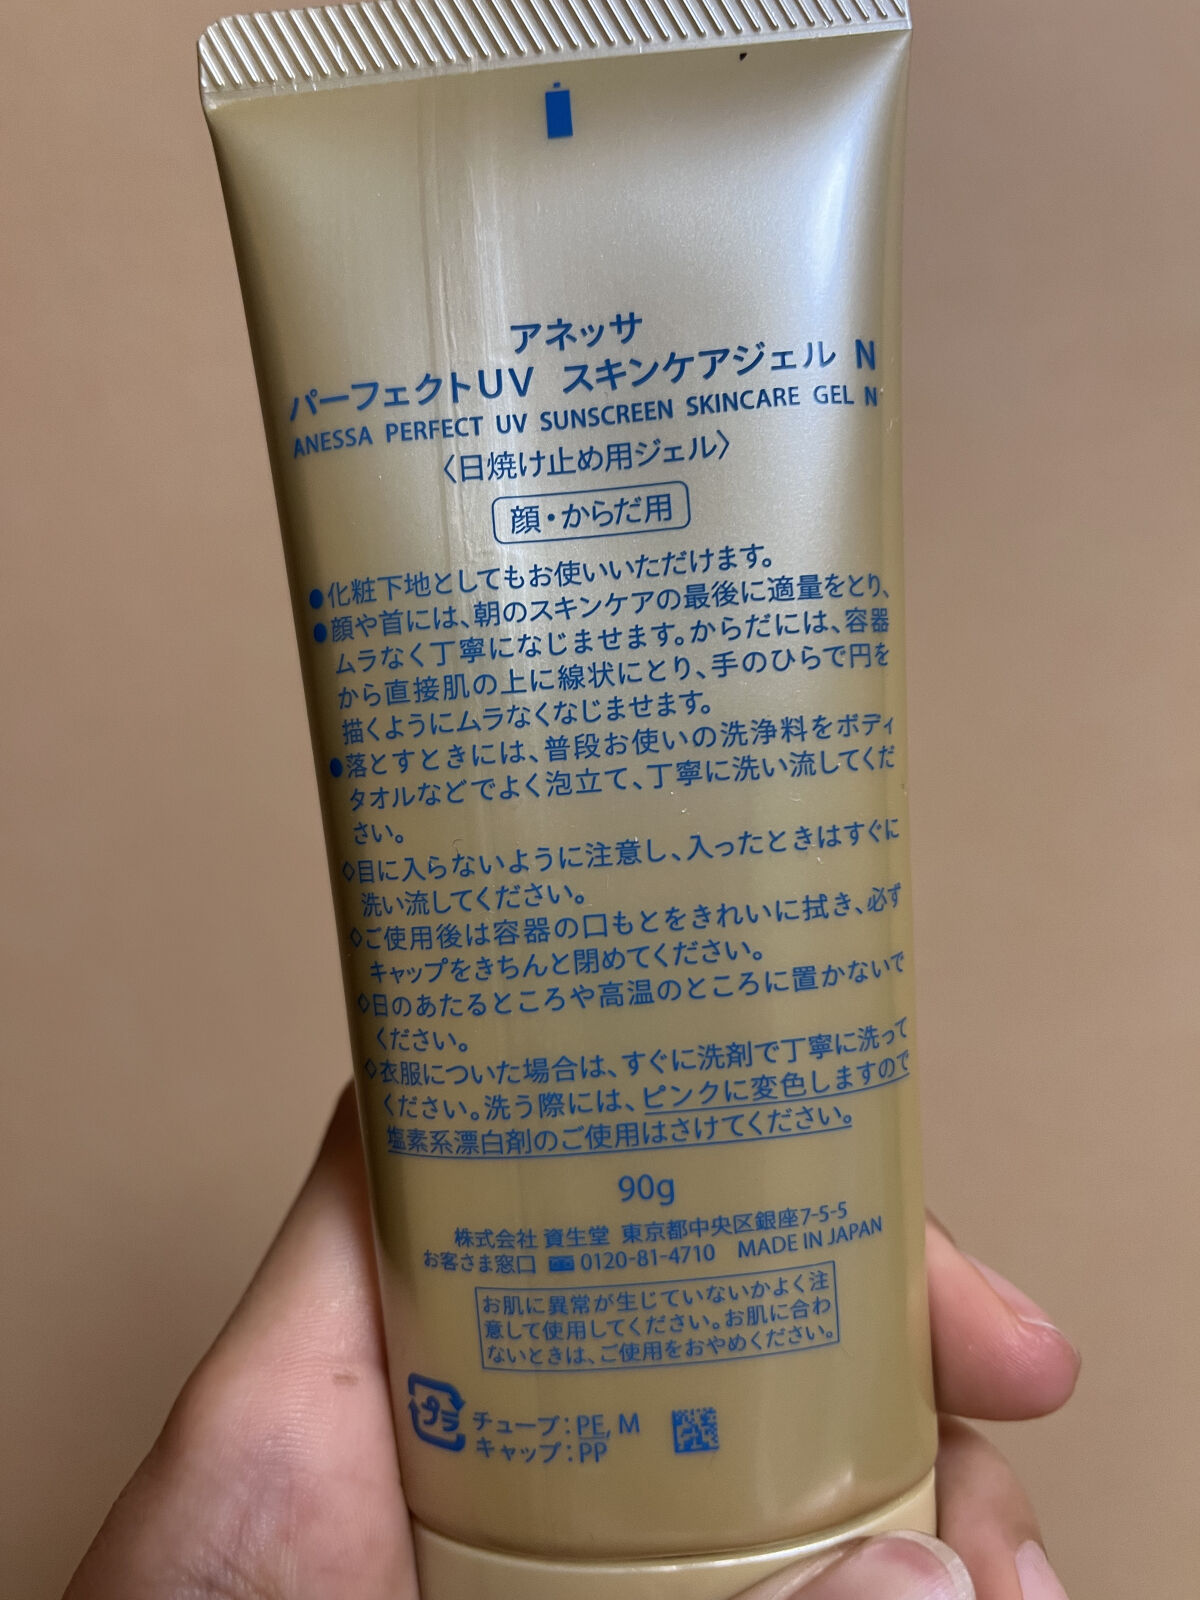 アネッサ
パーフェクトUV スキンケアジェル N
ANESSA PERFECT UV SUNSCREEN SKINCARE GEL N
〈日焼け止め用ジェル〉
顔・からだ用
●化粧下地としてもお使いいただけます。
●顔や首には、朝のスキンケアの最後に適量をとり、
ムラなく丁寧になじませます。からだには、容器
から直接肌の上に線状にとり、手のひらで円を
描くようにムラなくなじませます。
●落とすときには、普段お使いの洗浄料をボディ
タオルなどでよく泡立て、丁寧に洗い流してくだ
さい。
◇目に入らないように注意し、入ったときはすぐに
洗い流してください。
◇ご使用後は容器の口もとをきれいに拭き、必ず
キャップをきちんと閉めてください。
◇日のあたるところや高温のところに置かないで
ください。
◇衣服についた場合は、すぐに洗剤で丁寧に洗って
ください。洗う際には、ピンクに変色しますので
塩素系漂白剤のご使用はさけてください。
90g
株式会社 資生堂 東京都中央区銀座7-5-5
お客さま窓口 0120-81-4710 MADE IN JAPAN
お肌に異常が生じていないかよく注
意して使用してください。お肌に合わ
ないときは、ご使用をおやめください。
プラ チューブ：PE, M
キャップ：PP